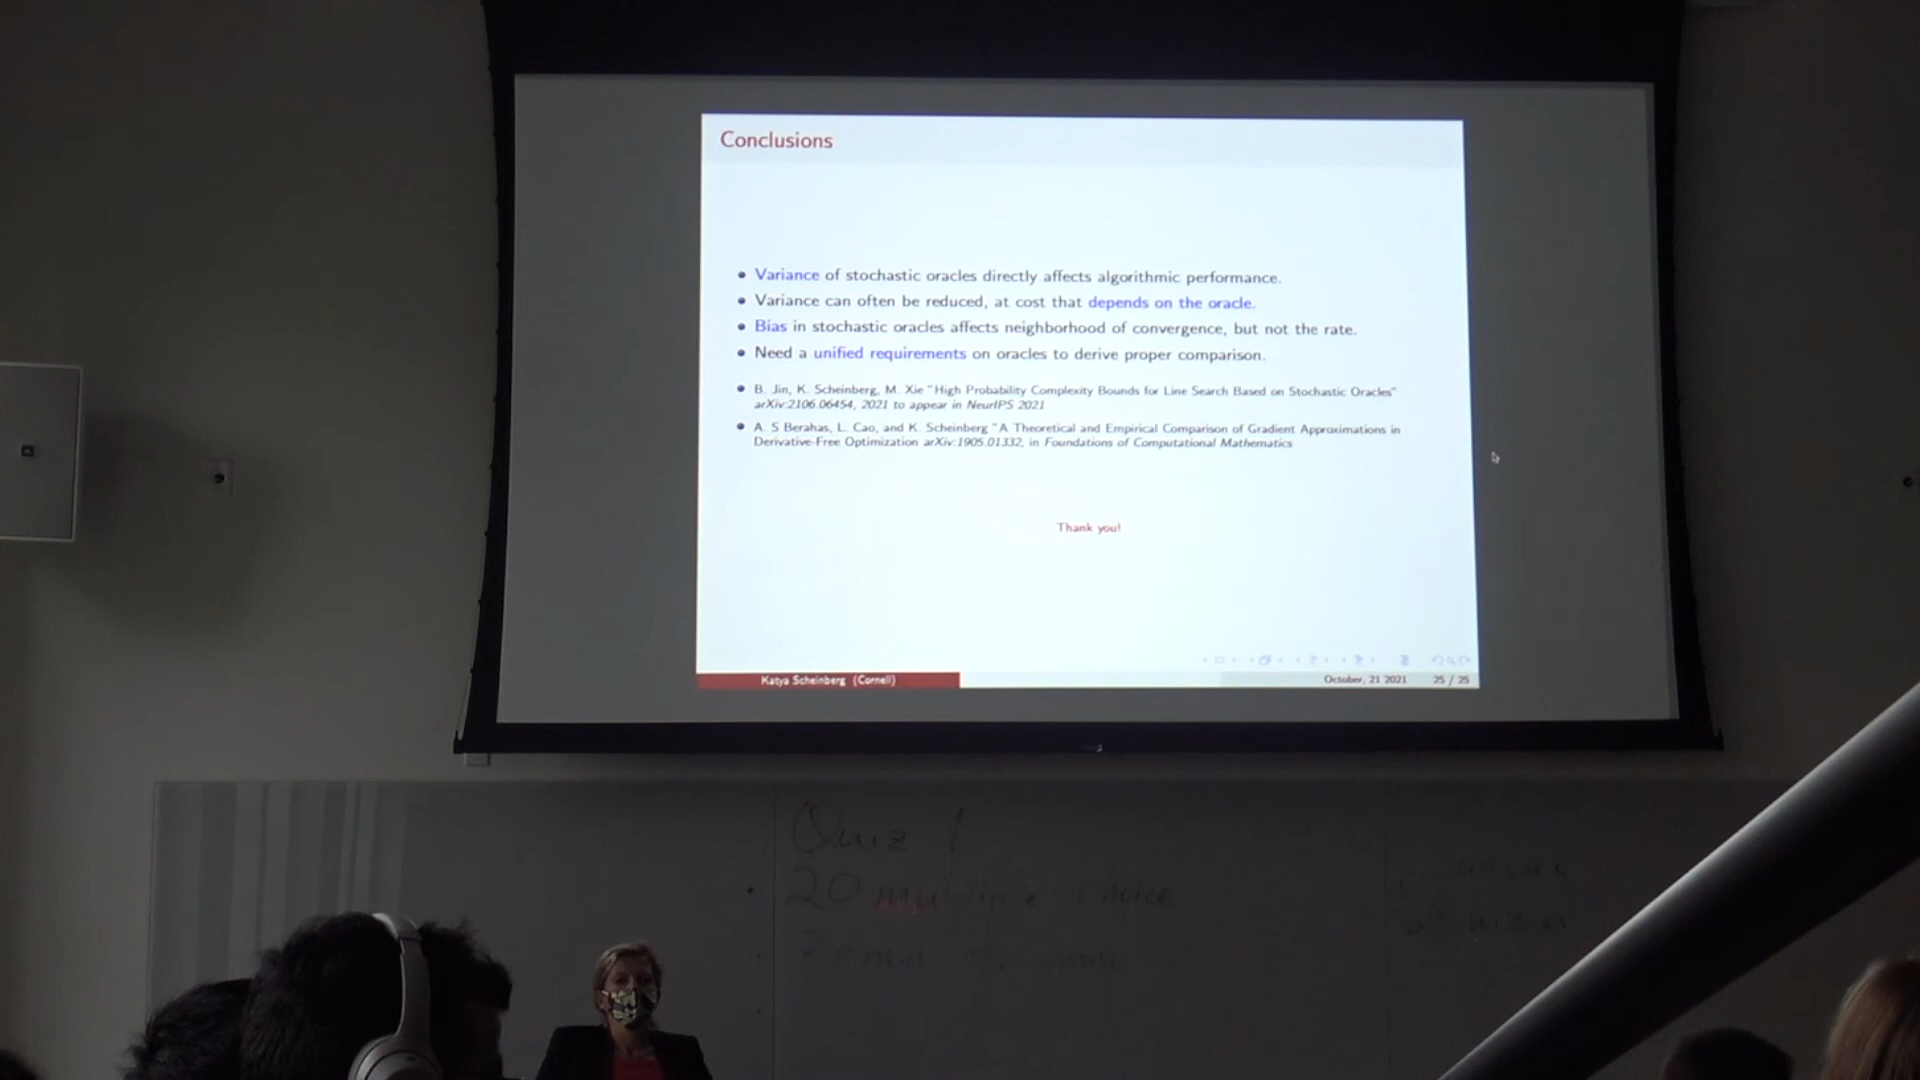 Conclusions
Variance of stochastic oracles directly affects algorithmic performance.
Variance can often be reduced, at cost that depends on the oracle.
Bias in stochastic oracles affects neighborhood of convergence, but not the rate.
Need a unified requirements on oracles to derive proper comparison.
B. Jin, K. Scheinberg, M. Xie "High Probability Complexity Bounds for Line Search Based on Stochastic Oracles"
arXiv:2106.06454, 2021 to appear in NeurIPS 2021
A. S Berahas, L. Cao, and K. Scheinberg "A Theoretical and Empirical Comparison of Gradient Approximations in
Derivative-Free Optimization arXiv:1905.01332, in Foundations of Computational Mathematics
Thank you!
Katya Scheinberg (Cornell) October, 21 2021 25 / 25
Quiz 1
20 multiple choice